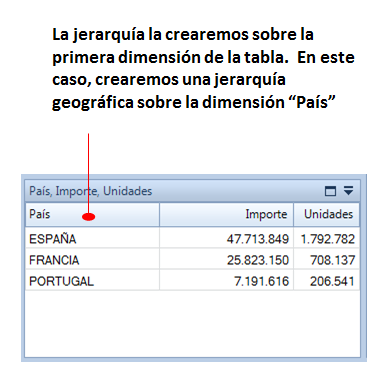 La jerarquía la crearemos sobre la
primera dimensión de la tabla.  En este
caso, crearemos una jerarquía
geográfica sobre la dimensión “País”
País, Importe, Unidades
País Importe Unidades
ESPAÑA 47.713.849 1.792.782
FRANCIA 25.823.150 708.137
PORTUGAL 7.191.616 206.541